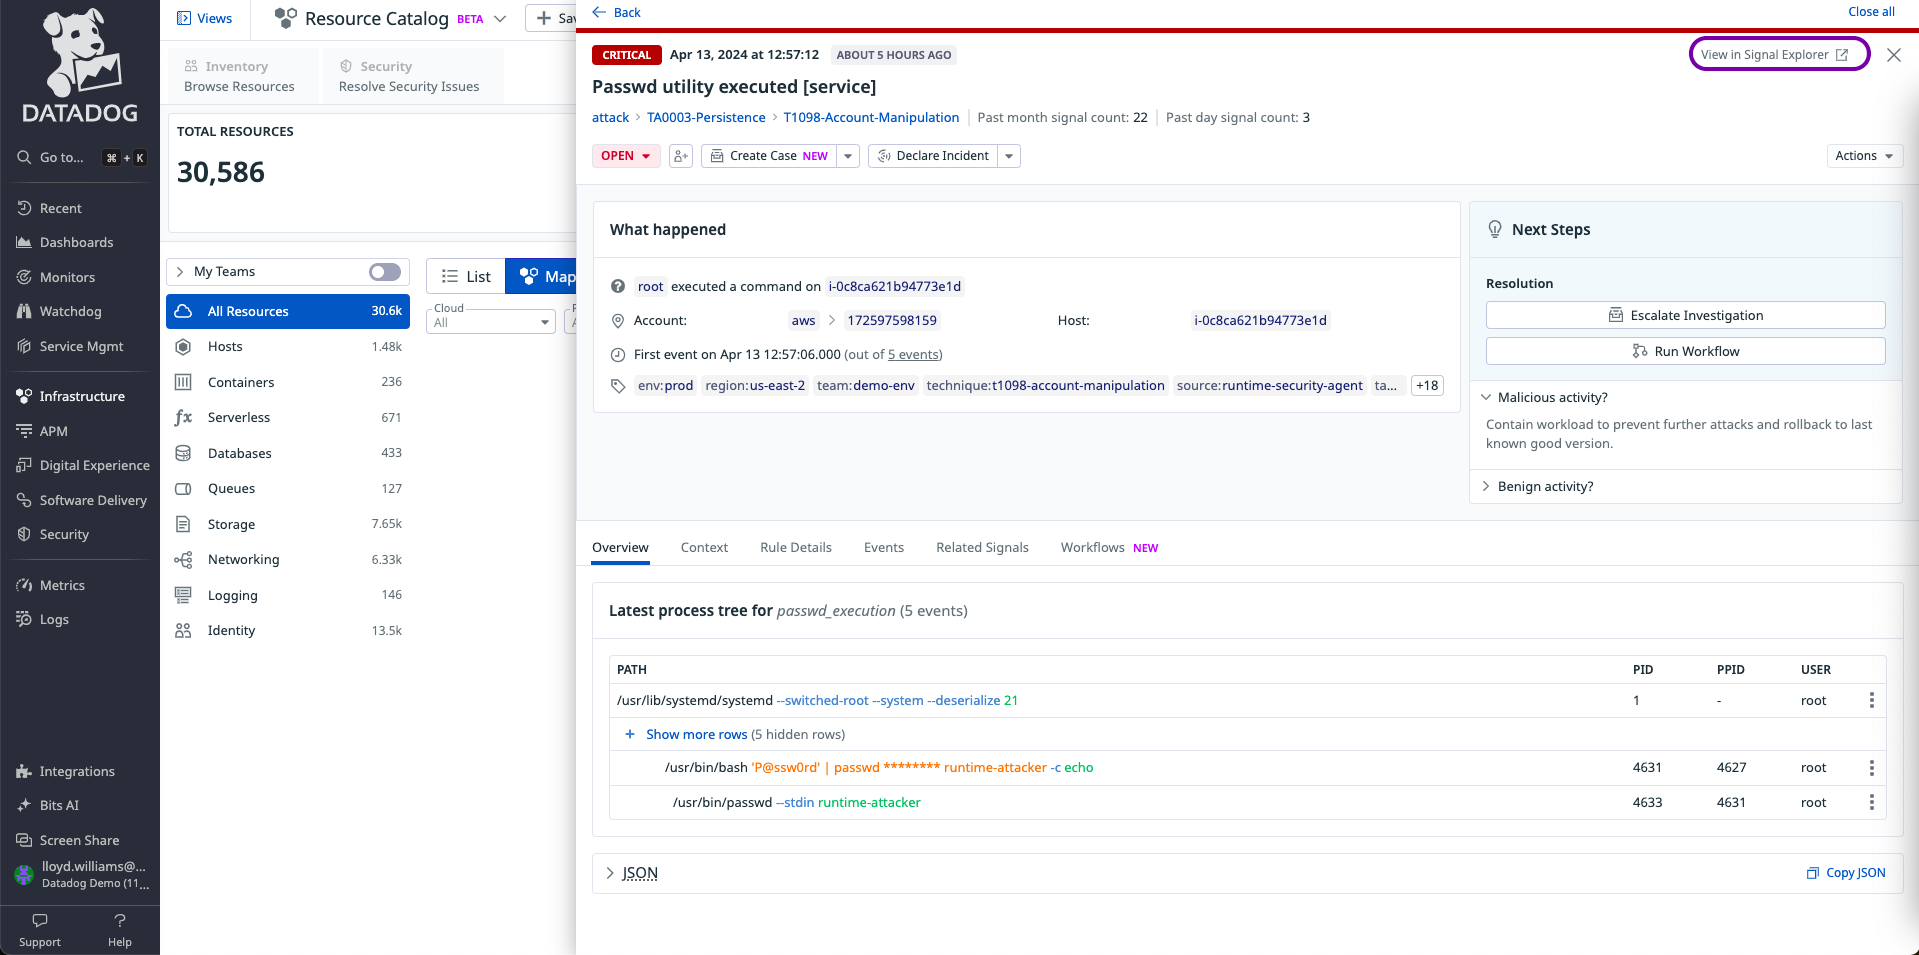 DATADOG
Go to... ⌘ + K
Recent
Dashboards
Monitors
Watchdog
Service Mgmt
Infrastructure
APM
Digital Experience
Software Delivery
Security
Metrics
Logs
Integrations
Bits AI
Screen Share
lloyd.williams@...
Datadog Demo (11...
Support Help
Views
Resource Catalog BETA
Inventory
Browse Resources
Security
Resolve Security Issues
TOTAL RESOURCES
30,586
My Teams
All Resources 30.6k
Hosts 1.48k
Containers 236
Serverless 671
Databases 433
Queues 127
Storage 7.65k
Networking 6.33k
Logging 146
Identity 13.5k
List Map
Cloud
All
Back Close all
CRITICAL Apr 13, 2024 at 12:57:12 ABOUT 5 HOURS AGO View in Signal Explorer
Passwd utility executed [service]
attack > TA0003-Persistence > T1098-Account-Manipulation | Past month signal count: 22 | Past day signal count: 3
OPEN Create Case NEW Declare Incident Actions
What happened
root executed a command on i-0c8ca621b94773e1d
Account: aws > 172597598159 Host: i-0c8ca621b94773e1d
First event on Apr 13 12:57:06.000 (out of 5 events)
env:prod region:us-east-2 team:demo-env technique:t1098-account-manipulation source:runtime-security-agent ta... +18
Next Steps
Resolution
Escalate Investigation
Run Workflow
Malicious activity?
Contain workload to prevent further attacks and rollback to last
known good version.
Benign activity?
Overview Context Rule Details Events Related Signals Workflows NEW
Latest process tree for passwd_execution (5 events)
PATH PID PPID USER
/usr/lib/systemd/systemd --switched-root --system --deserialize 21 1 - root
+ Show more rows (5 hidden rows)
/usr/bin/bash 'P@ssw0rd' | passwd ******** runtime-attacker -c echo 4631 4627 root
/usr/bin/passwd --stdin runtime-attacker 4633 4631 root
JSON Copy JSON